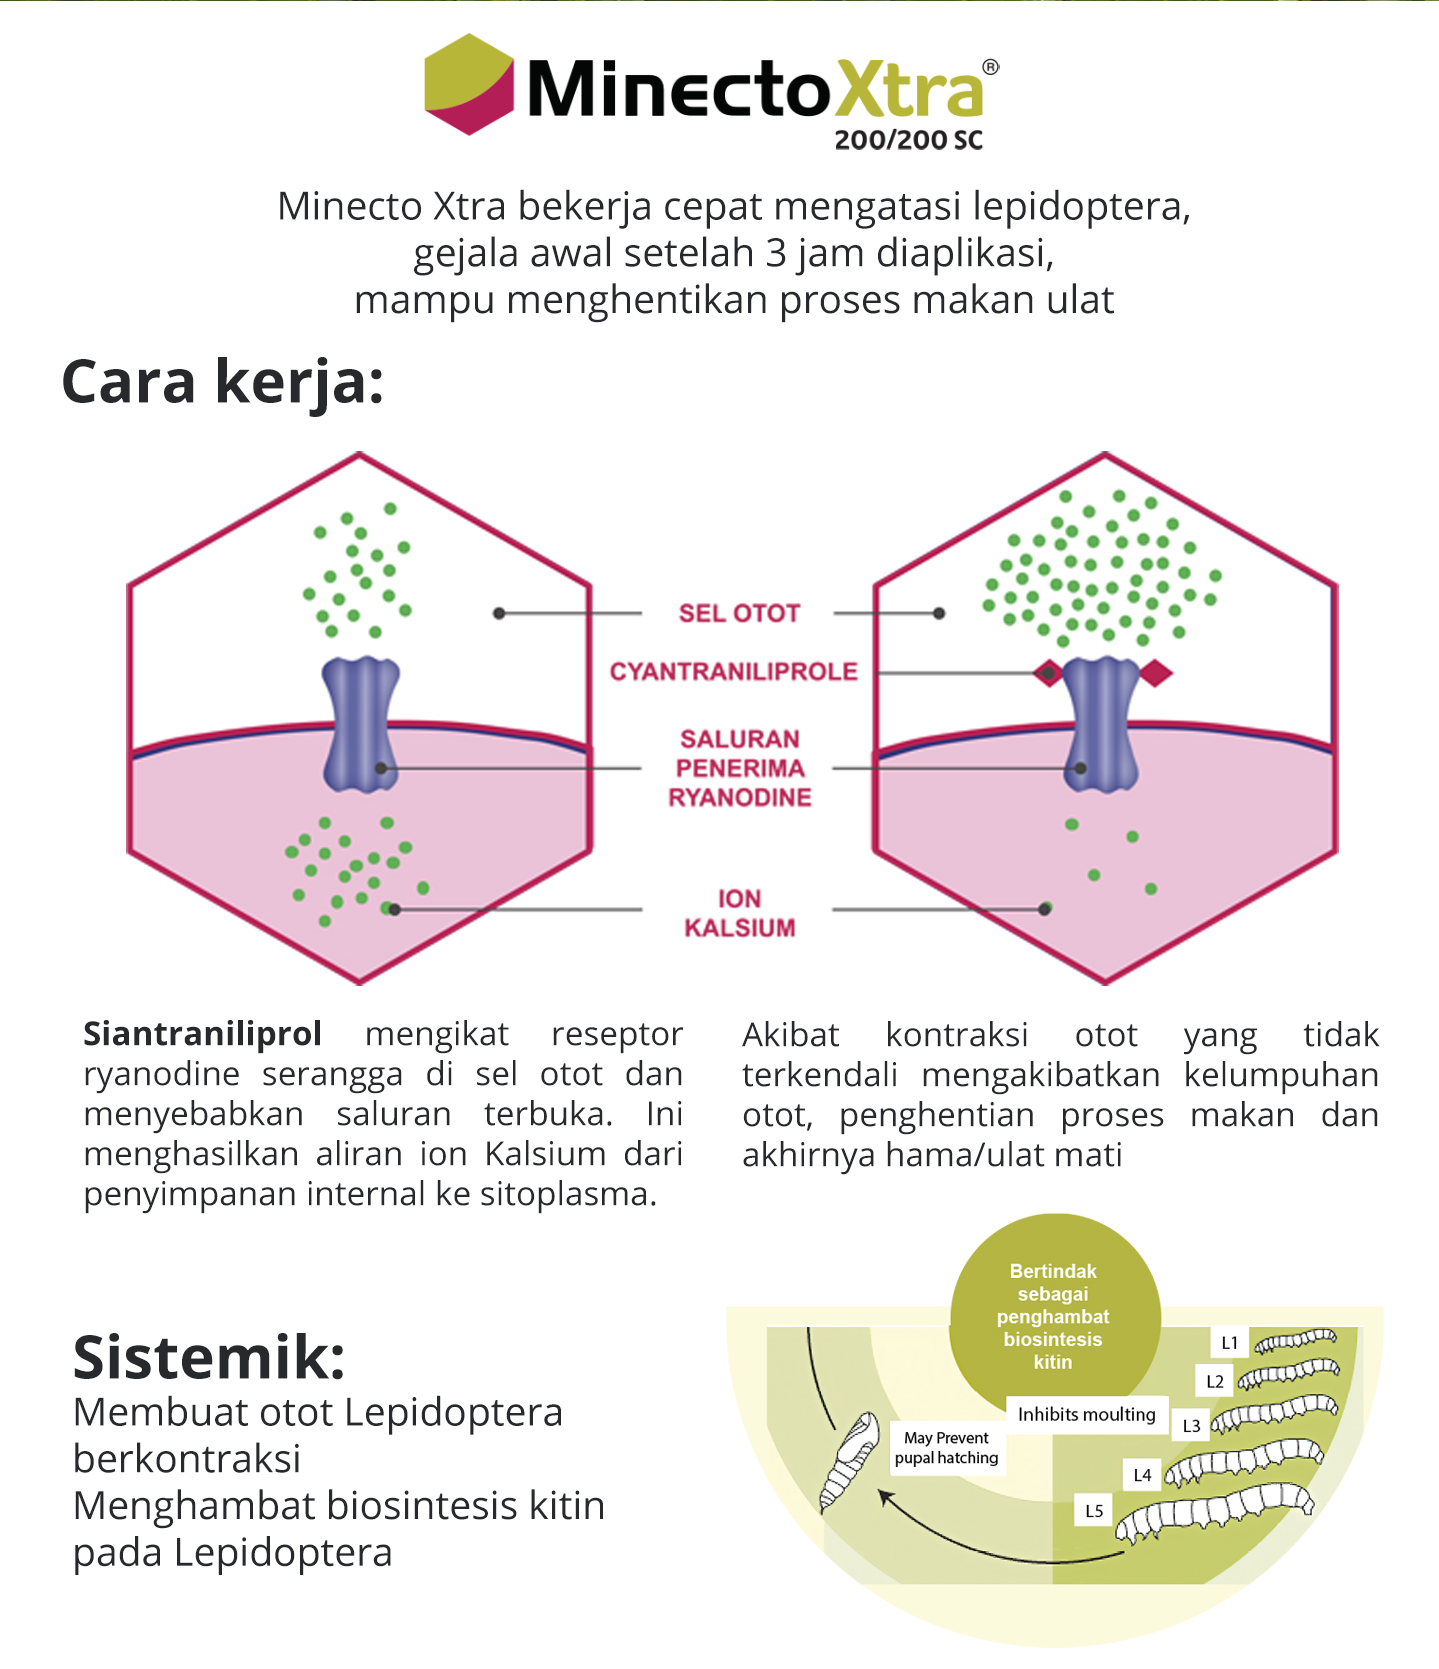 MinectoXtra®
200/200 SC
Minecto Xtra bekerja cepat mengatasi lepidoptera,
gejala awal setelah 3 jam diaplikasi,
mampu menghentikan proses makan ulat
Cara kerja:
SEL OTOT
CYANTRANILIPROLE
SALURAN
PENERIMA
RYANODINE
ION
KALSIUM
Siantraniliprol mengikat reseptor
ryanodine serangga di sel otot dan
menyebabkan saluran terbuka. Ini
menghasilkan aliran ion Kalsium dari
penyimpanan internal ke sitoplasma.
Akibat kontraksi otot yang tidak
terkendali mengakibatkan kelumpuhan
otot, penghentian proses makan dan
akhirnya hama/ulat mati
Sistemik:
Membuat otot Lepidoptera
berkontraksi
Menghambat biosintesis kitin
pada Lepidoptera
Bertindak
sebagai
penghambat
biosintesis
kitin
L1
L2
L3
L4
L5
Inhibits moulting
May Prevent
pupal hatching